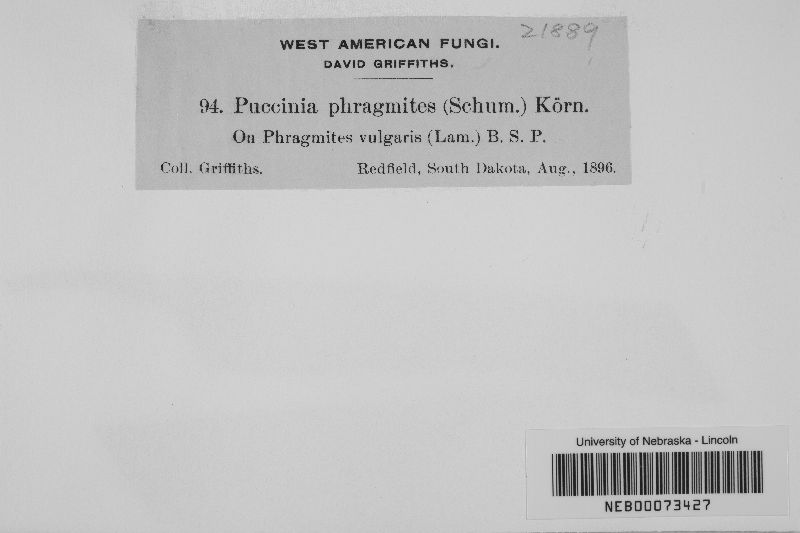 21889
WEST AMERICAN FUNGI.
DAVID GRIFFITHS.
94. Puccinia phragmites (Schum.) Körn.
On Phragmites vulgaris (Lam.) B. S. P.
Coll. Griffiths. Redfield, South Dakota, Aug., 1896.
University of Nebraska - Lincoln
NEB00073427